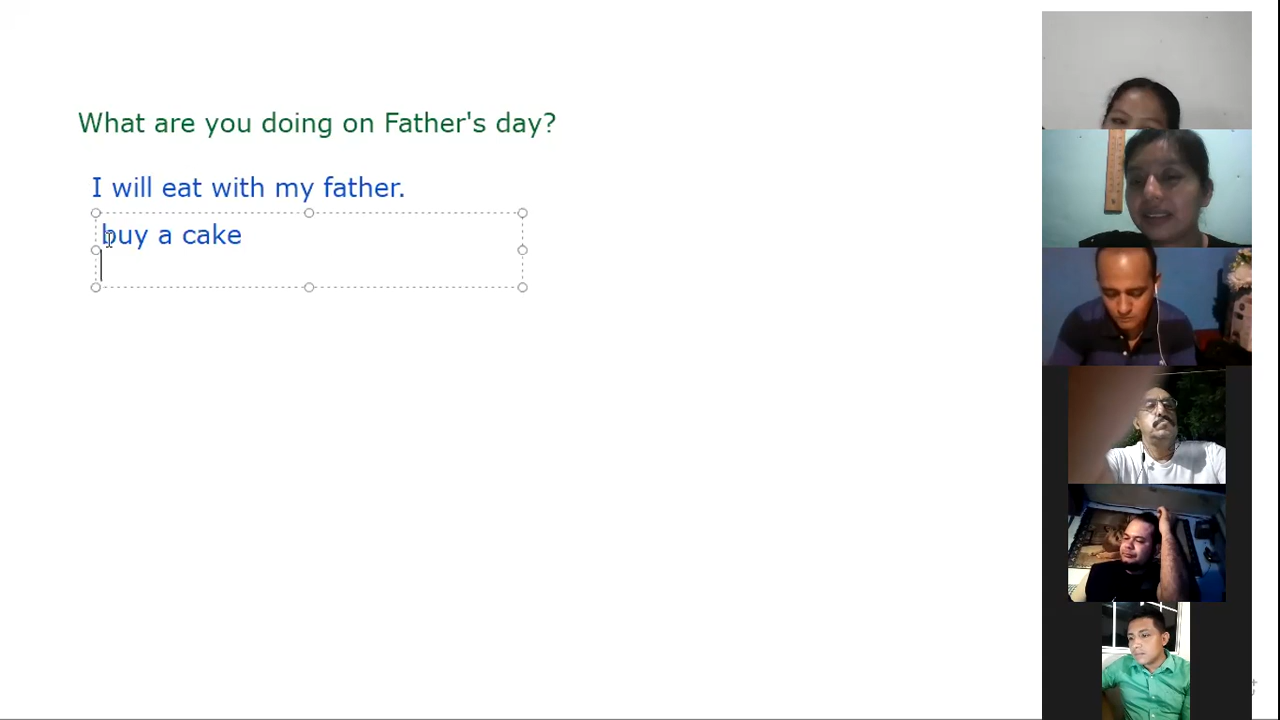 What are you doing on Father's day?
I will eat with my father.
buy a cake